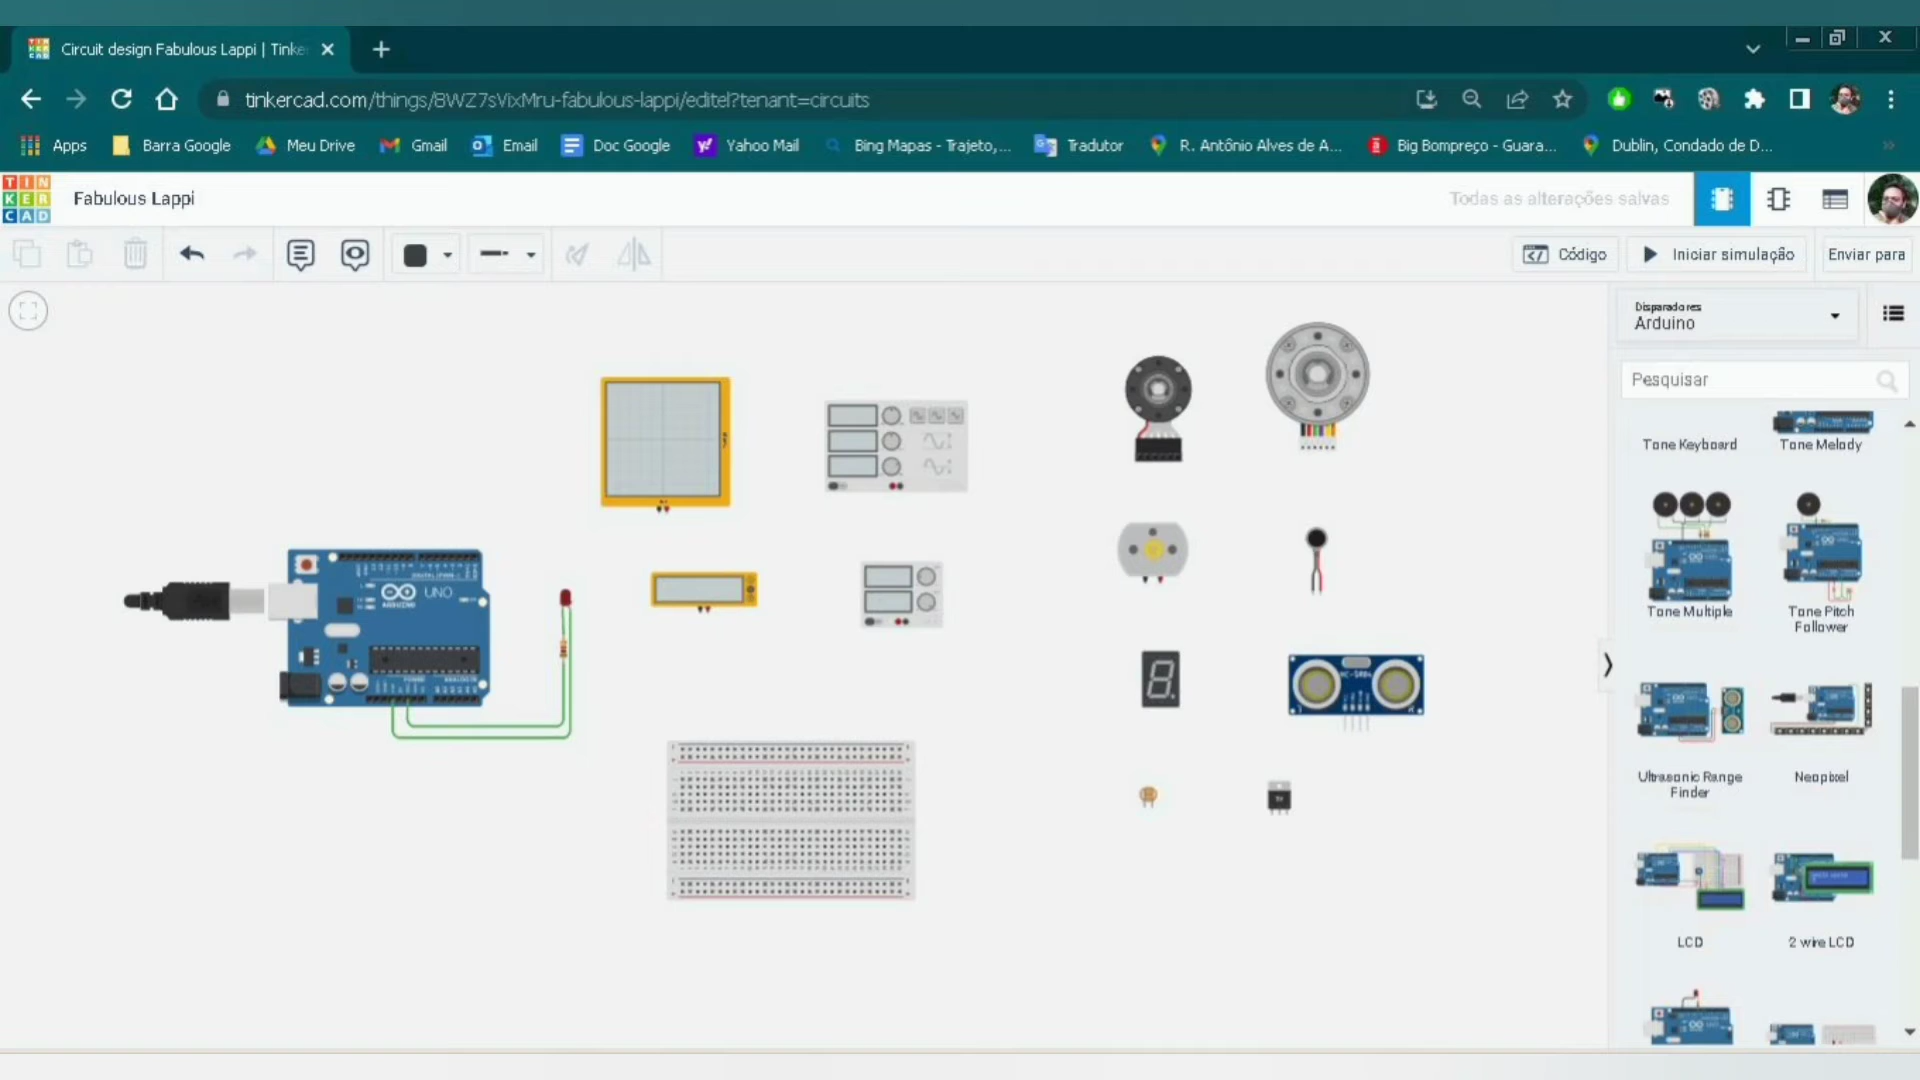 Circuit design Fabulous Lappi | Tinke
tinkercad.com/things/8WZ7sVixMru-fabulous-lappi/editel?tenant=circuits
Apps Barra Google Meu Drive Gmail Email Doc Google Yahoo Mail Bing Mapas - Trajeto,... Tradutor R. Antônio Alves de A... Big Bompreço - Guara... Dublin, Condado de D...
TIN
KER
CAD
Fabulous Lappi
Todas as alterações salvas
Código
Iniciar simulação
Enviar para
Disparadores
Arduino
Pesquisar
Tone Keyboard
Tone Melody
Tone Multiple
Tone Pitch
Follower
Ultrasonic Range
Finder
Neopixel
LCD
2 wire LCD
UNO
ARDUINO
HC-SR04